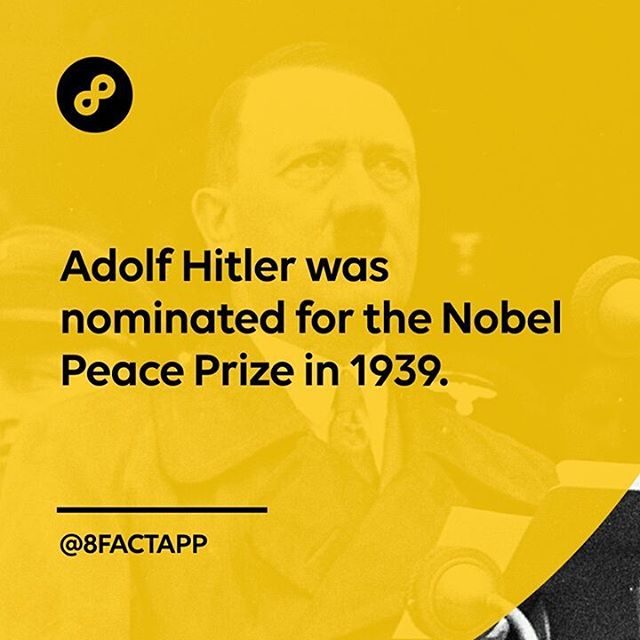 Adolf Hitler was
nominated for the Nobel
Peace Prize in 1939.
@8FACTAPP